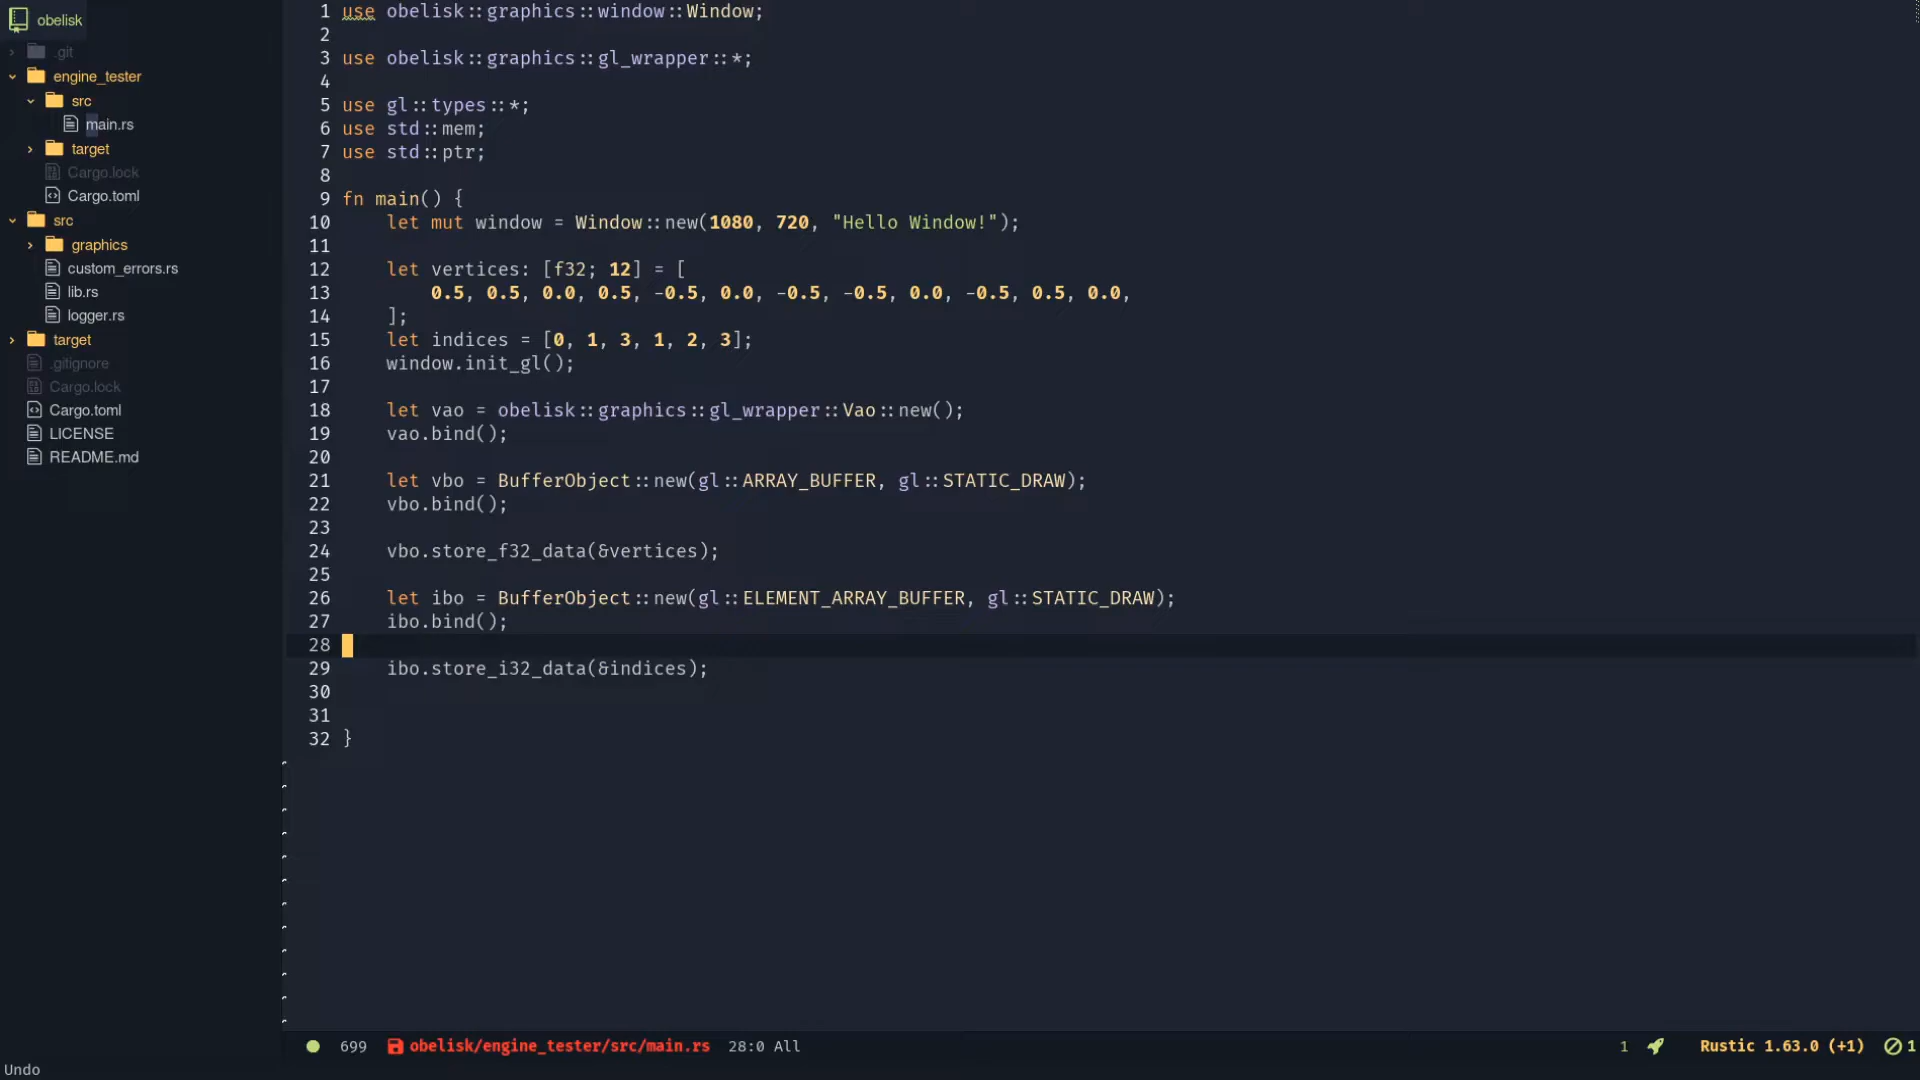 obelisk
.git
engine_tester
src
main.rs
target
Cargo.lock
Cargo.toml
src
graphics
custom_errors.rs
lib.rs
logger.rs
target
.gitignore
Cargo.lock
Cargo.toml
LICENSE
README.md
1 use obelisk::graphics::window::Window;
2
3 use obelisk::graphics::gl_wrapper::*;
4
5 use gl::types::*;
6 use std::mem;
7 use std::ptr;
8
9 fn main() {
10     let mut window = Window::new(1080, 720, "Hello Window!");
11
12     let vertices: [f32; 12] = [
13         0.5, 0.5, 0.0, 0.5, -0.5, 0.0, -0.5, -0.5, 0.0, -0.5, 0.5, 0.0,
14     ];
15     let indices = [0, 1, 3, 1, 2, 3];
16     window.init_gl();
17
18     let vao = obelisk::graphics::gl_wrapper::Vao::new();
19     vao.bind();
20
21     let vbo = BufferObject::new(gl::ARRAY_BUFFER, gl::STATIC_DRAW);
22     vbo.bind();
23
24     vbo.store_f32_data(&vertices);
25
26     let ibo = BufferObject::new(gl::ELEMENT_ARRAY_BUFFER, gl::STATIC_DRAW);
27     ibo.bind();
28
29     ibo.store_i32_data(&indices);
30
31
32 }
699 obelisk/engine_tester/src/main.rs 28:0 All 1 Rustic 1.63.0 (+1) 1
Undo